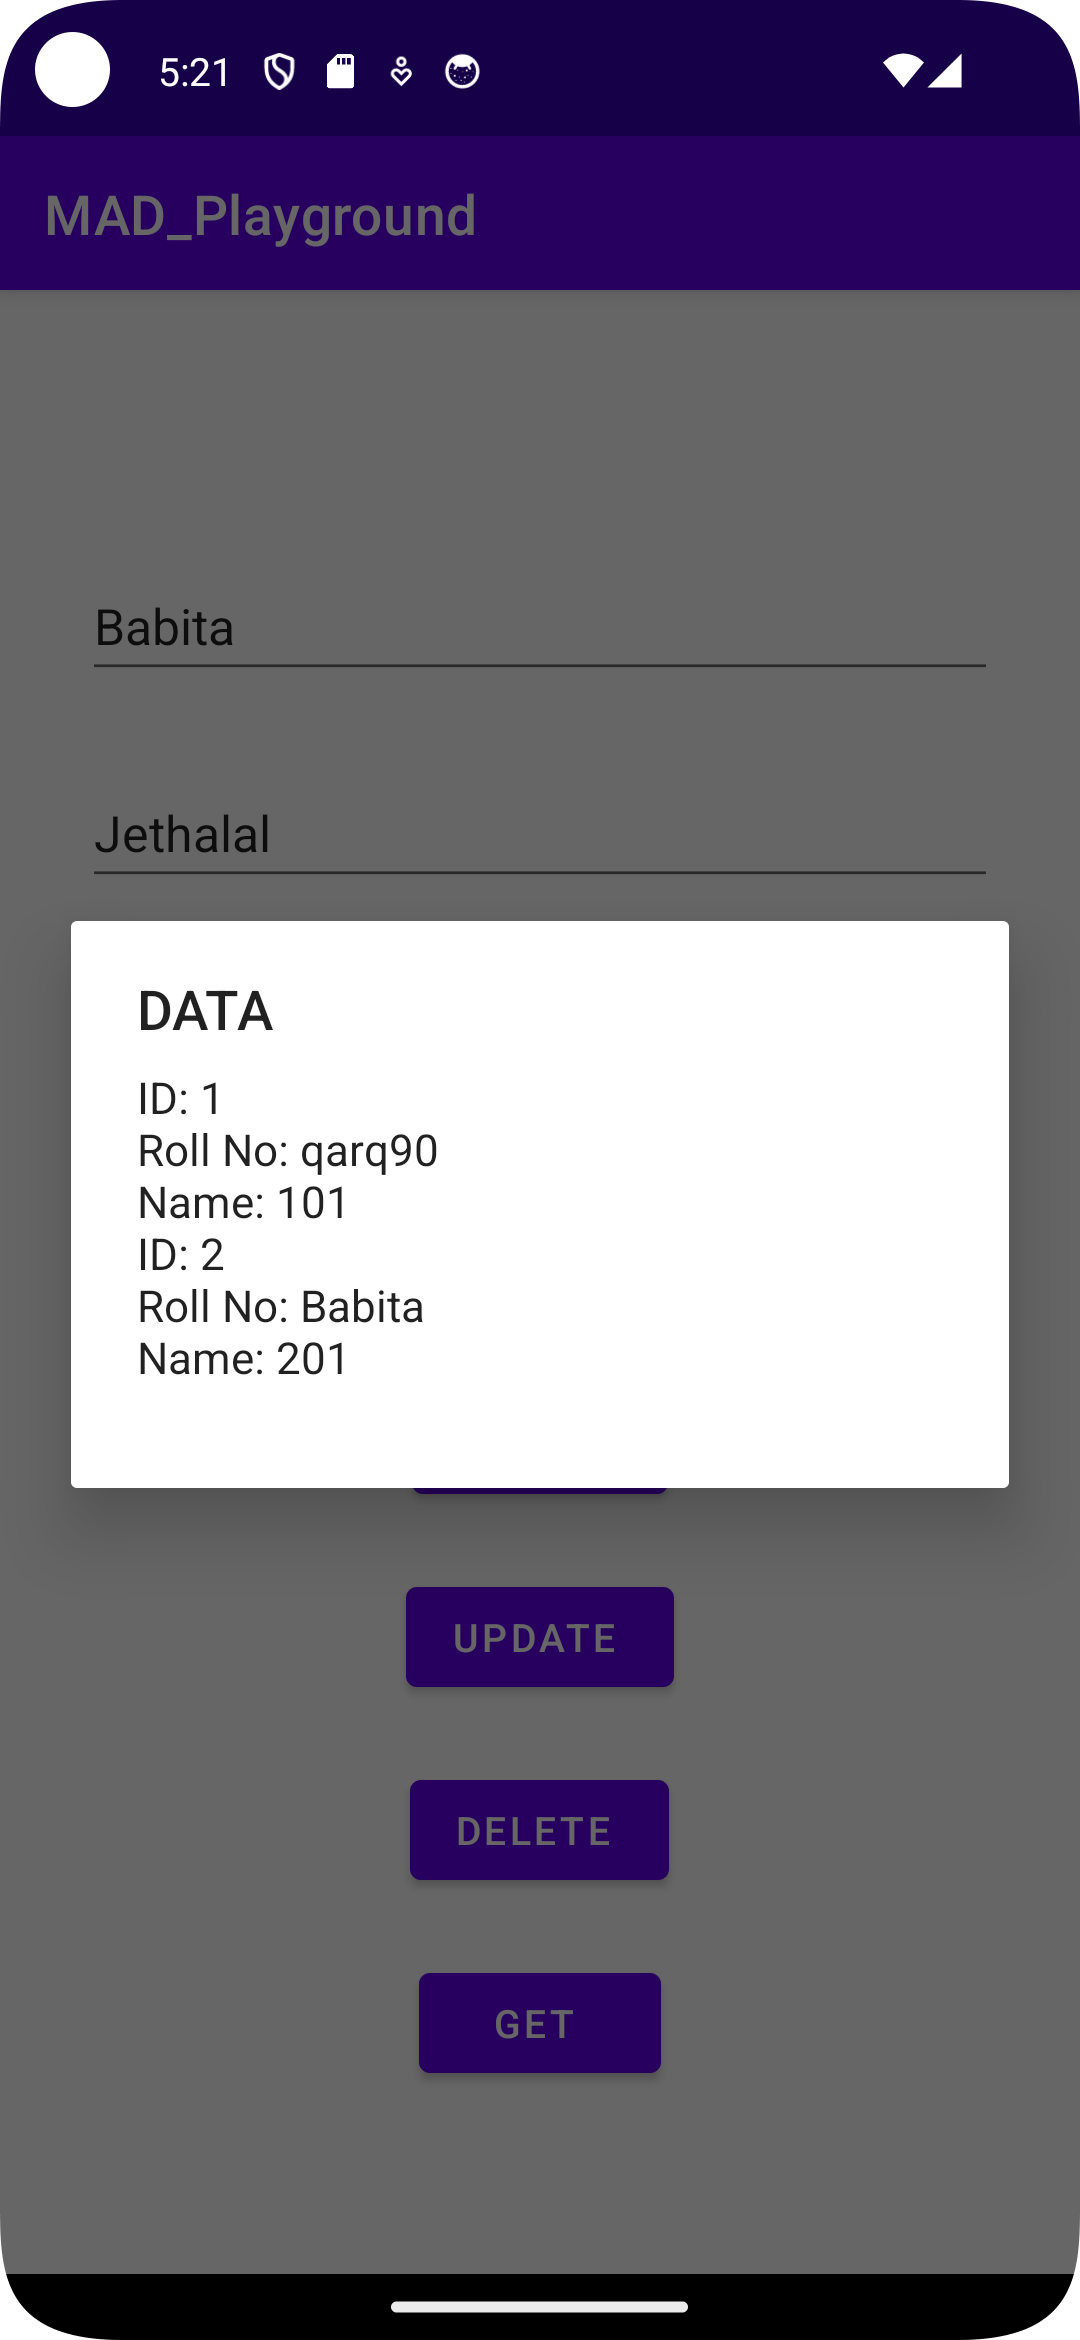 5:21
MAD_Playground
Babita
Jethalal
DATA
ID: 1
Roll No: qarq90
Name: 101
ID: 2
Roll No: Babita
Name: 201
UPDATE
DELETE
GET